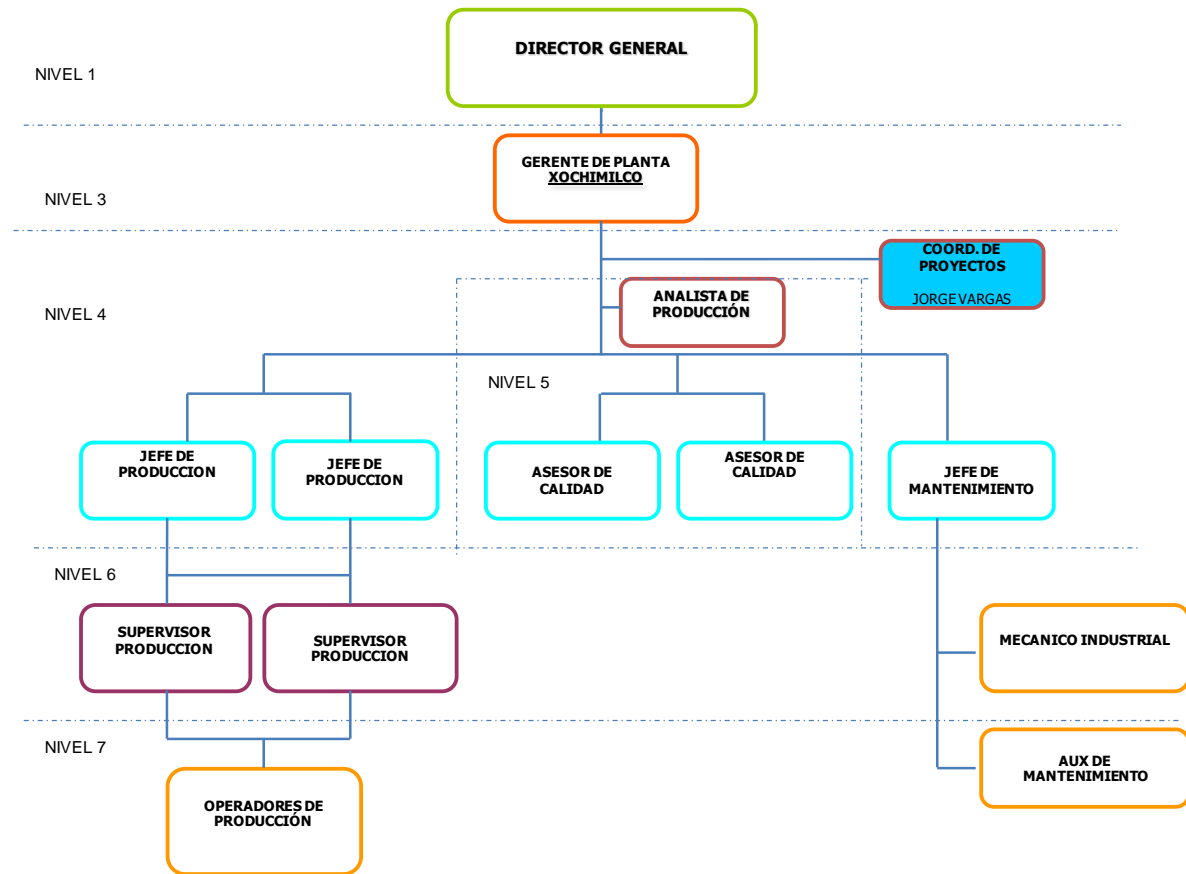 DIRECTOR GENERAL
NIVEL 1
GERENTE DE PLANTA
XOCHIMILCO
NIVEL 3
COORD. DE
PROYECTOS
JORGE VARGAS
ANALISTA DE
PRODUCCIÓN
NIVEL 4
NIVEL 5
JEFE DE
PRODUCCION
JEFE DE
PRODUCCION
ASESOR DE
CALIDAD
ASESOR DE
CALIDAD
JEFE DE
MANTENIMIENTO
NIVEL 6
SUPERVISOR
PRODUCCION
SUPERVISOR
PRODUCCION
MECANICO INDUSTRIAL
NIVEL 7
AUX DE
MANTENIMIENTO
OPERADORES DE
PRODUCCIÓN